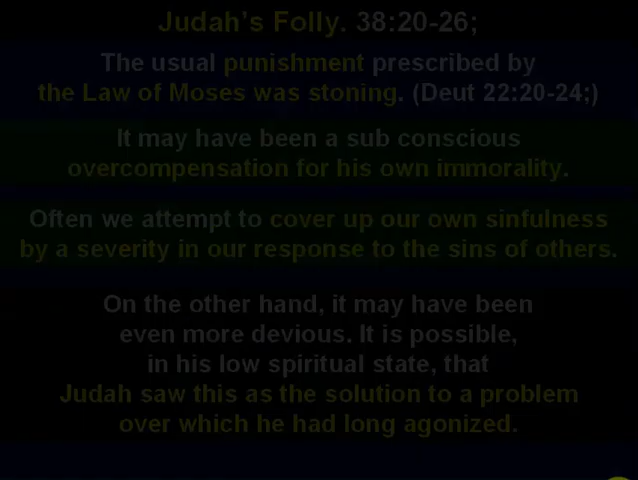 Judah's Folly. 38:20-26;
The usual punishment prescribed by
the Law of Moses was stoning. (Deut 22:20-24;)
It may have been a sub conscious
overcompensation for his own immorality.
Often we attempt to cover up our own sinfulness
by a severity in our response to the sins of others.
On the other hand, it may have been
even more devious. It is possible,
in his low spiritual state, that
Judah saw this as the solution to a problem
over which he had long agonized.